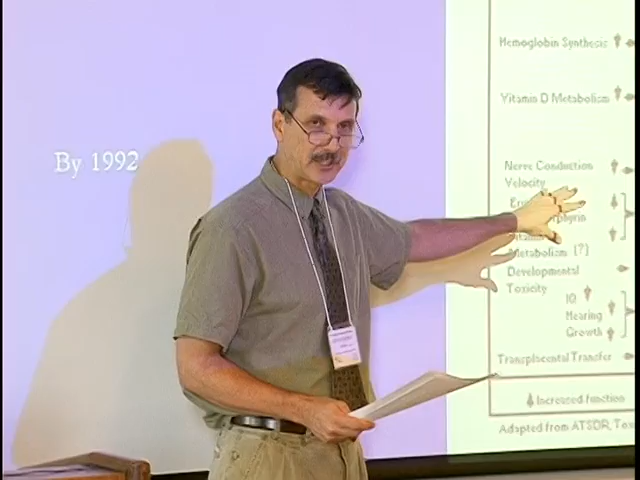 By 1992
Hemoglobin Synthesis
Vitamin D Metabolism
Nerve Conduction
Velocity
Metabolism (?)
Developmental
Toxicity
IQ
Hearing
Growth
Transplacental Transfer
Increased function
Adapted from ATSDR, Tox